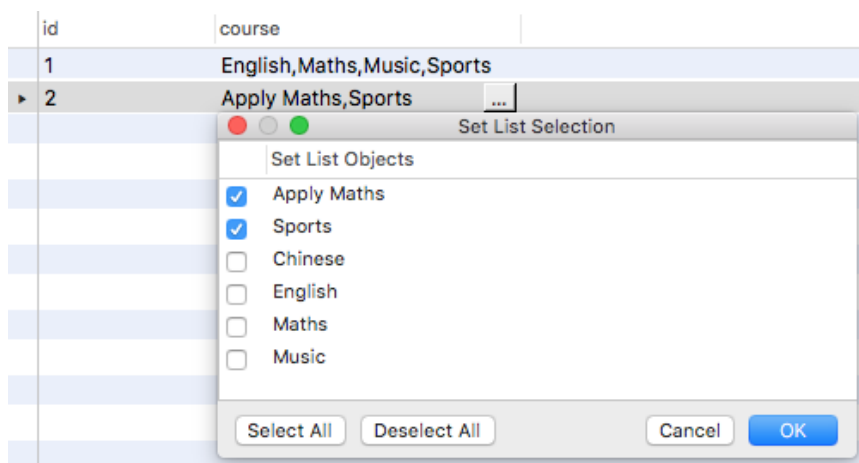 id course
1 English,Maths,Music,Sports
2 Apply Maths,Sports ...
Set List Selection
Set List Objects
Apply Maths
Sports
Chinese
English
Maths
Music
Select All Deselect All Cancel OK